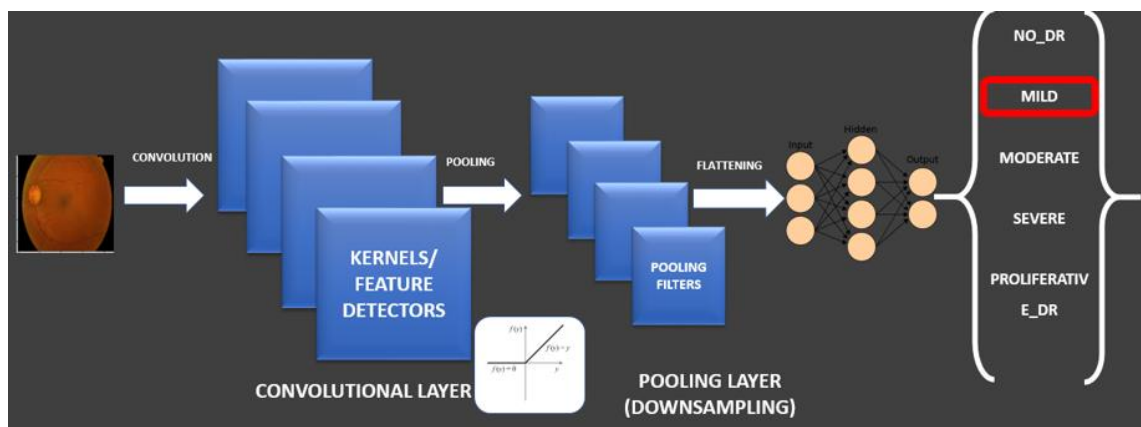 CONVOLUTION
KERNELS/
FEATURE
DETECTORS
f(y)
f(y)=y
f(y)=0
y
CONVOLUTIONAL LAYER
POOLING
POOLING
FILTERS
POOLING LAYER
(DOWNSAMPLING)
FLATTENING
Input
Hidden
Output
NO_DR
MILD
MODERATE
SEVERE
PROLIFERATIV
E_DR